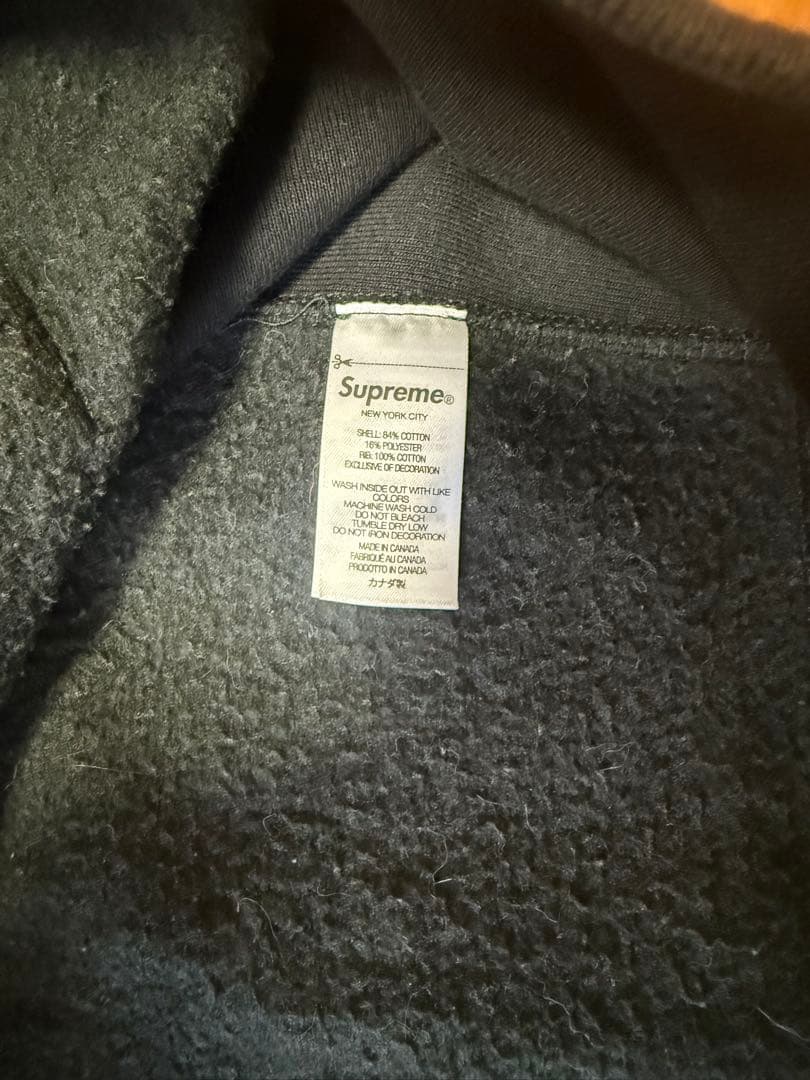 Supreme®
NEW YORK CITY
SHELL: 84% COTTON
16% POLYESTER
RIB: 100% COTTON
EXCLUSIVE OF DECORATION
WASH INSIDE OUT WITH LIKE
COLORS
MACHINE WASH COLD
DO NOT BLEACH
TUMBLE DRY LOW
DO NOT IRON DECORATION
MADE IN CANADA
FABRIQUÉ AU CANADA
PRODOTTO IN CANADA
カナダ製